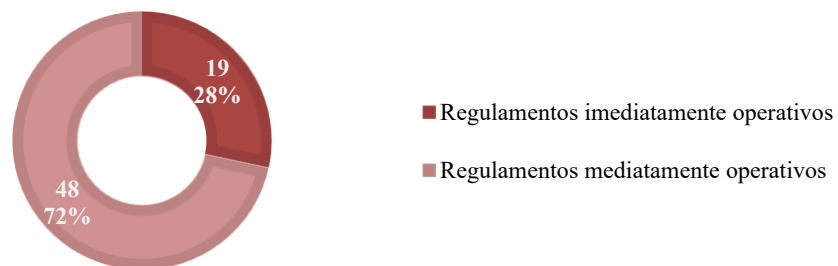 19
28%
48
72%
Regulamentos imediatamente operativos
Regulamentos mediatamente operativos